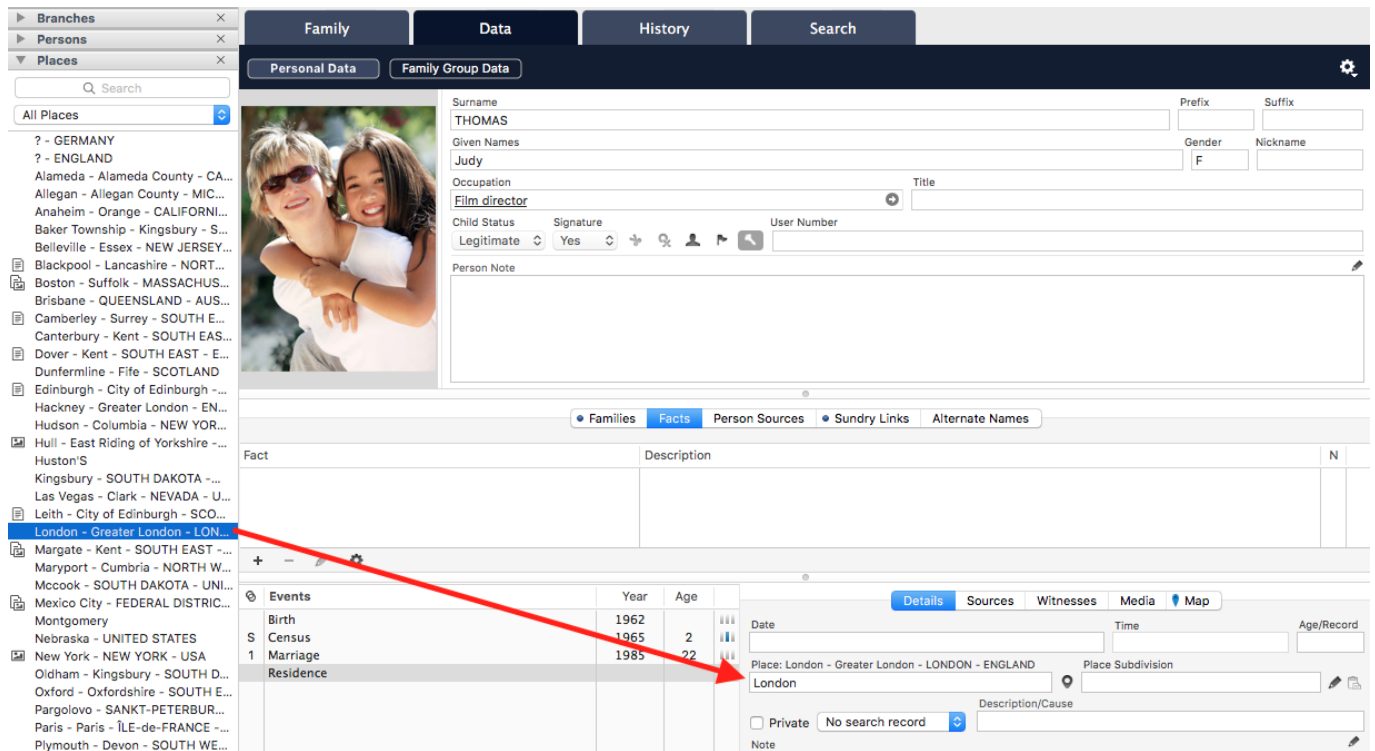 Branches
Persons
Places
Search
All Places
? - GERMANY
? - ENGLAND
Alameda - Alameda County - CA...
Allegan - Allegan County - MIC...
Anaheim - Orange - CALIFORNI...
Baker Township - Kingsbury - S...
Belleville - Essex - NEW JERSEY...
Blackpool - Lancashire - NORT...
Boston - Suffolk - MASSACHUS...
Brisbane - QUEENSLAND - AUS...
Camberley - Surrey - SOUTH E...
Canterbury - Kent - SOUTH EAS...
Dover - Kent - SOUTH EAST - E...
Dunfermline - Fife - SCOTLAND
Edinburgh - City of Edinburgh -...
Hackney - Greater London - EN...
Hudson - Columbia - NEW YOR...
Hull - East Riding of Yorkshire -...
Huston'S
Kingsbury - SOUTH DAKOTA -...
Las Vegas - Clark - NEVADA - U...
Leith - City of Edinburgh - SCO...
London - Greater London - LON...
Margate - Kent - SOUTH EAST -...
Maryport - Cumbria - NORTH W...
Mccook - SOUTH DAKOTA - UNI...
Mexico City - FEDERAL DISTRIC...
Montgomery
Nebraska - UNITED STATES
New York - NEW YORK - USA
Oldham - Kingsbury - SOUTH D...
Oxford - Oxfordshire - SOUTH E...
Pargolovo - SANKT-PETERBUR...
Paris - Paris - ÎLE-de-FRANCE -...
Plymouth - Devon - SOUTH WE...
Family Data History Search
Personal Data Family Group Data
Surname Prefix Suffix
THOMAS
Given Names Gender Nickname
Judy F
Occupation Title
Film director
Child Status Signature User Number
Legitimate Yes
Person Note
Families Facts Person Sources Sundry Links Alternate Names
Fact Description N
Events Year Age
Birth 1962
S Census 1965 2
1 Marriage 1985 22
Residence
Details Sources Witnesses Media Map
Date Time Age/Record
Place: London - Greater London - LONDON - ENGLAND Place Subdivision
London
Description/Cause
Private No search record
Note